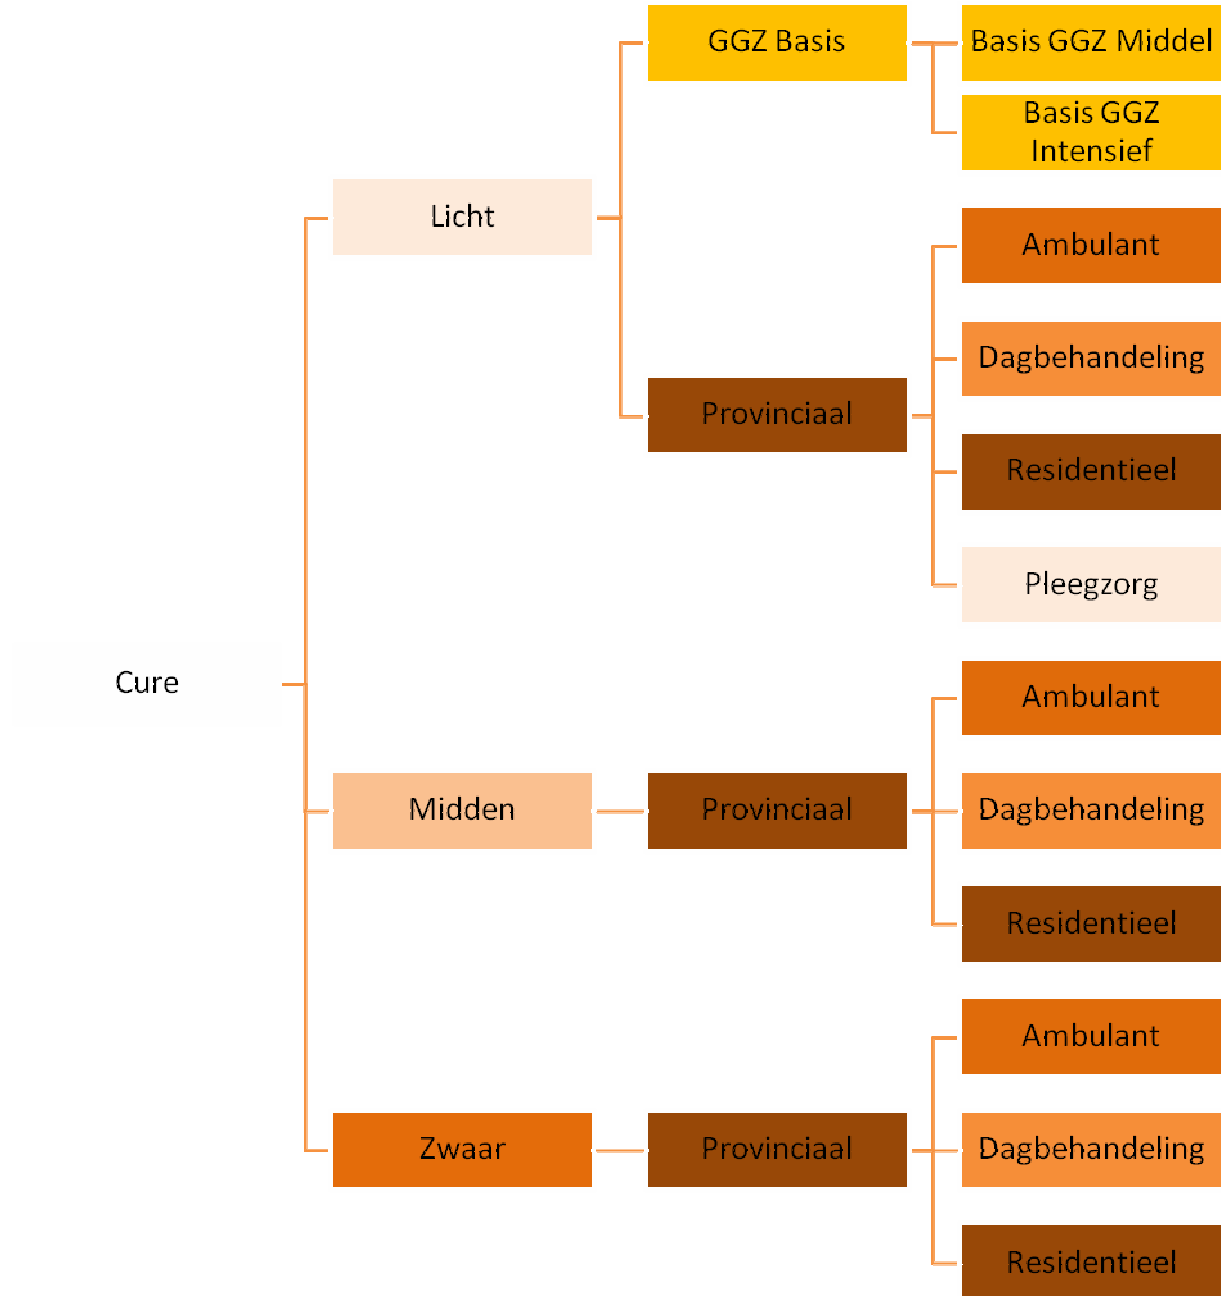 GGZ Basis
Basis GGZ Middel
Basis GGZ
Intensief
Licht
Ambulant
Dagbehandeling
Provinciaal
Residentieel
Pleegzorg
Cure
Ambulant
Midden
Provinciaal
Dagbehandeling
Residentieel
Ambulant
Zwaar
Provinciaal
Dagbehandeling
Residentieel